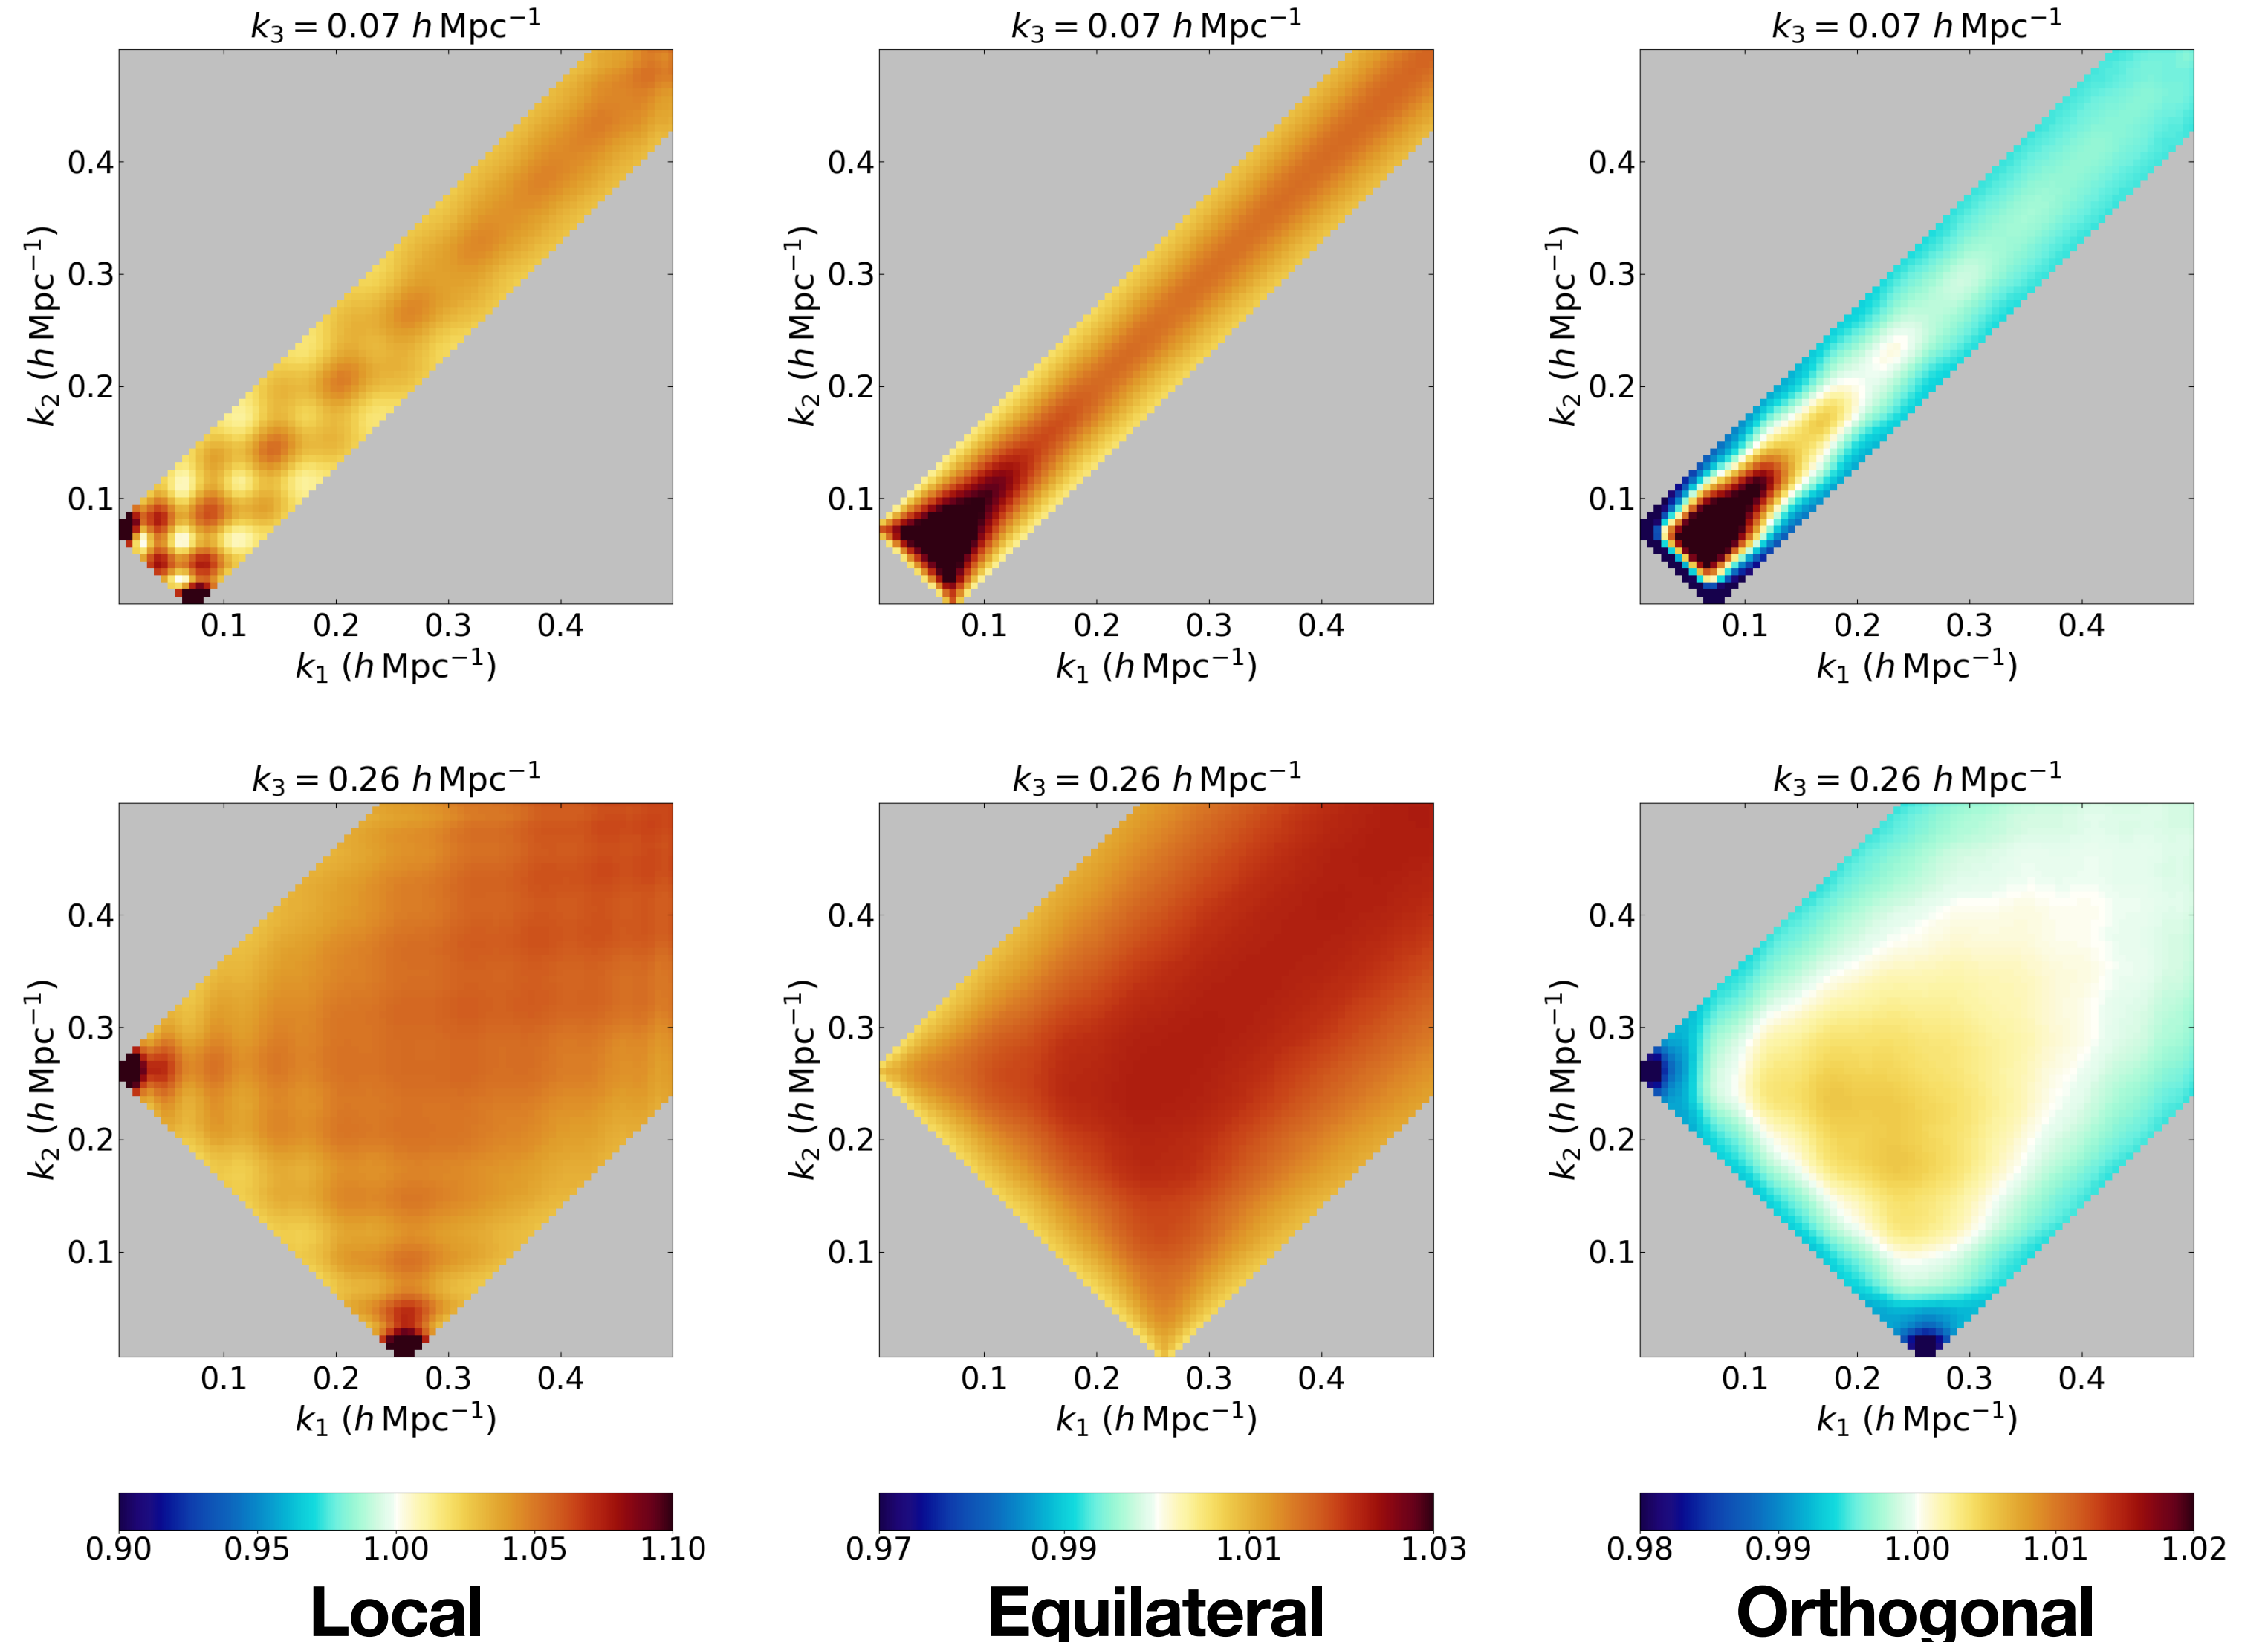 k₃ = 0.07 h Mpc⁻¹
k₃ = 0.07 h Mpc⁻¹
k₃ = 0.07 h Mpc⁻¹
k₂ (h Mpc⁻¹)
0.4
0.3
0.2
0.1
0.1 0.2 0.3 0.4
k₁ (h Mpc⁻¹)
k₂ (h Mpc⁻¹)
0.4
0.3
0.2
0.1
0.1 0.2 0.3 0.4
k₁ (h Mpc⁻¹)
k₂ (h Mpc⁻¹)
0.4
0.3
0.2
0.1
0.1 0.2 0.3 0.4
k₁ (h Mpc⁻¹)
k₃ = 0.26 h Mpc⁻¹
k₃ = 0.26 h Mpc⁻¹
k₃ = 0.26 h Mpc⁻¹
k₂ (h Mpc⁻¹)
0.4
0.3
0.2
0.1
0.1 0.2 0.3 0.4
k₁ (h Mpc⁻¹)
k₂ (h Mpc⁻¹)
0.4
0.3
0.2
0.1
0.1 0.2 0.3 0.4
k₁ (h Mpc⁻¹)
k₂ (h Mpc⁻¹)
0.4
0.3
0.2
0.1
0.1 0.2 0.3 0.4
k₁ (h Mpc⁻¹)
0.90 0.95 1.00 1.05 1.10
0.97 0.99 1.01 1.03
0.98 0.99 1.00 1.01 1.02
Local
Equilateral
Orthogonal